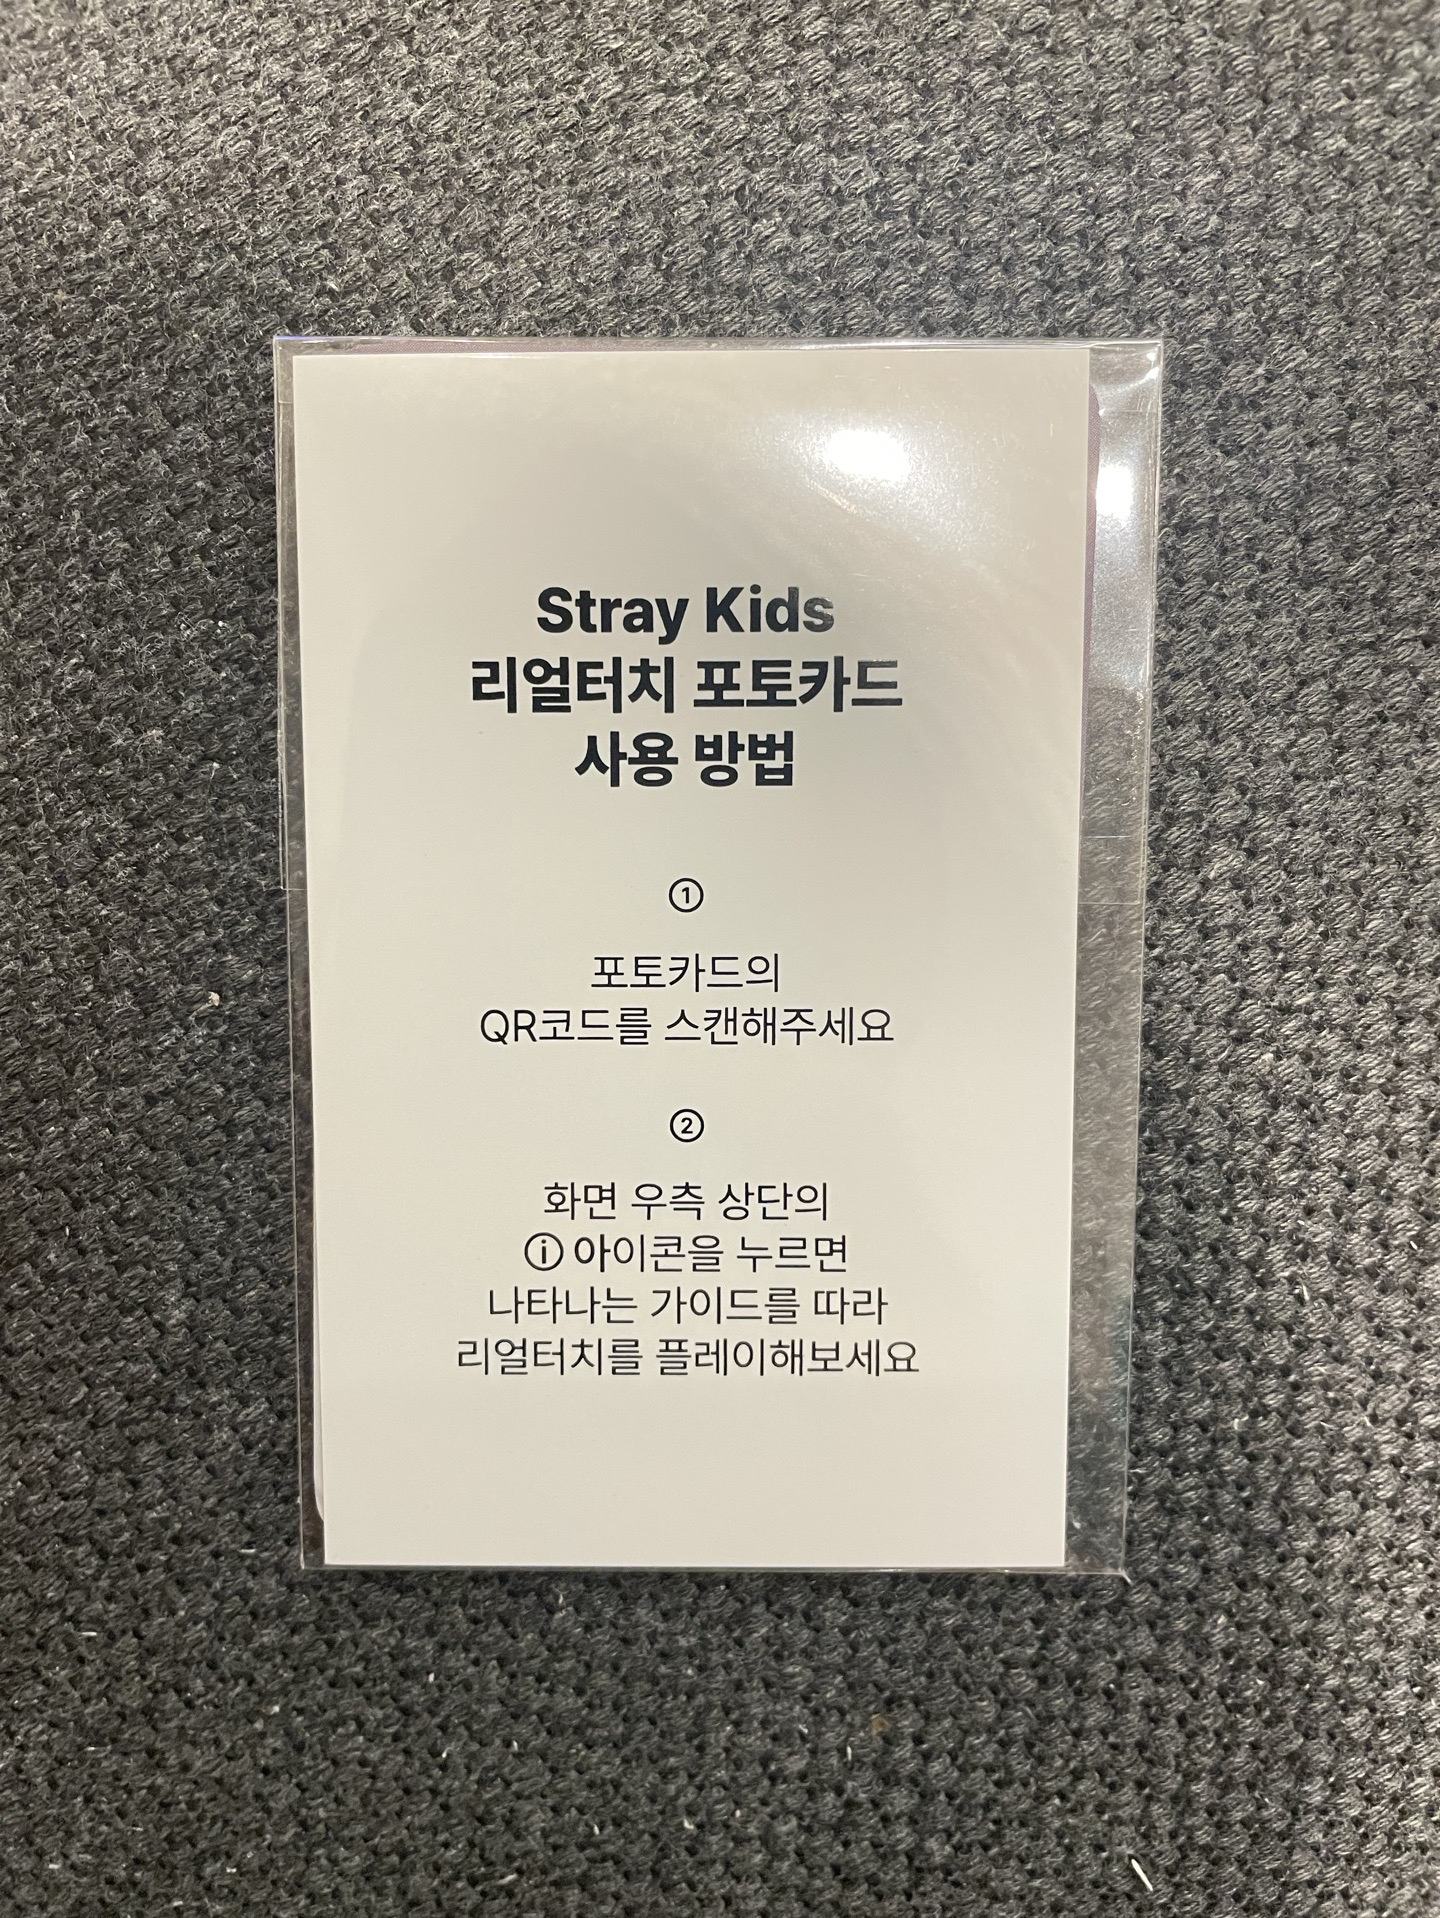 Stray Kids
리얼터치 포토카드
사용 방법
①
포토카드의
QR코드를 스캔해주세요
②
화면 우측 상단의
ⓘ 아이콘을 누르면
나타나는 가이드를 따라
리얼터치를 플레이해보세요